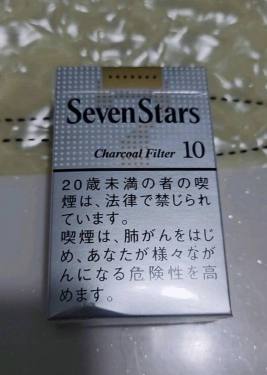 Seven Stars
Charcoal Filter 10
20歳未満の者の喫
煙は、法律で禁じられ
ています。
喫煙は、肺がんをはじ
め、あなたが様々なが
んになる危険性を高
めます。